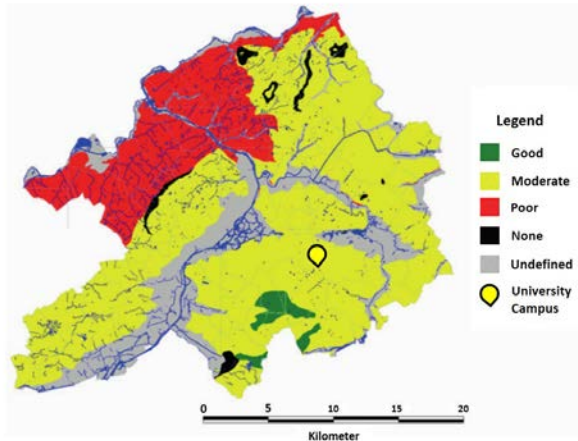 Legend
Good
Moderate
Poor
None
Undefined
University
Campus
0 5 10 15 20
Kilometer